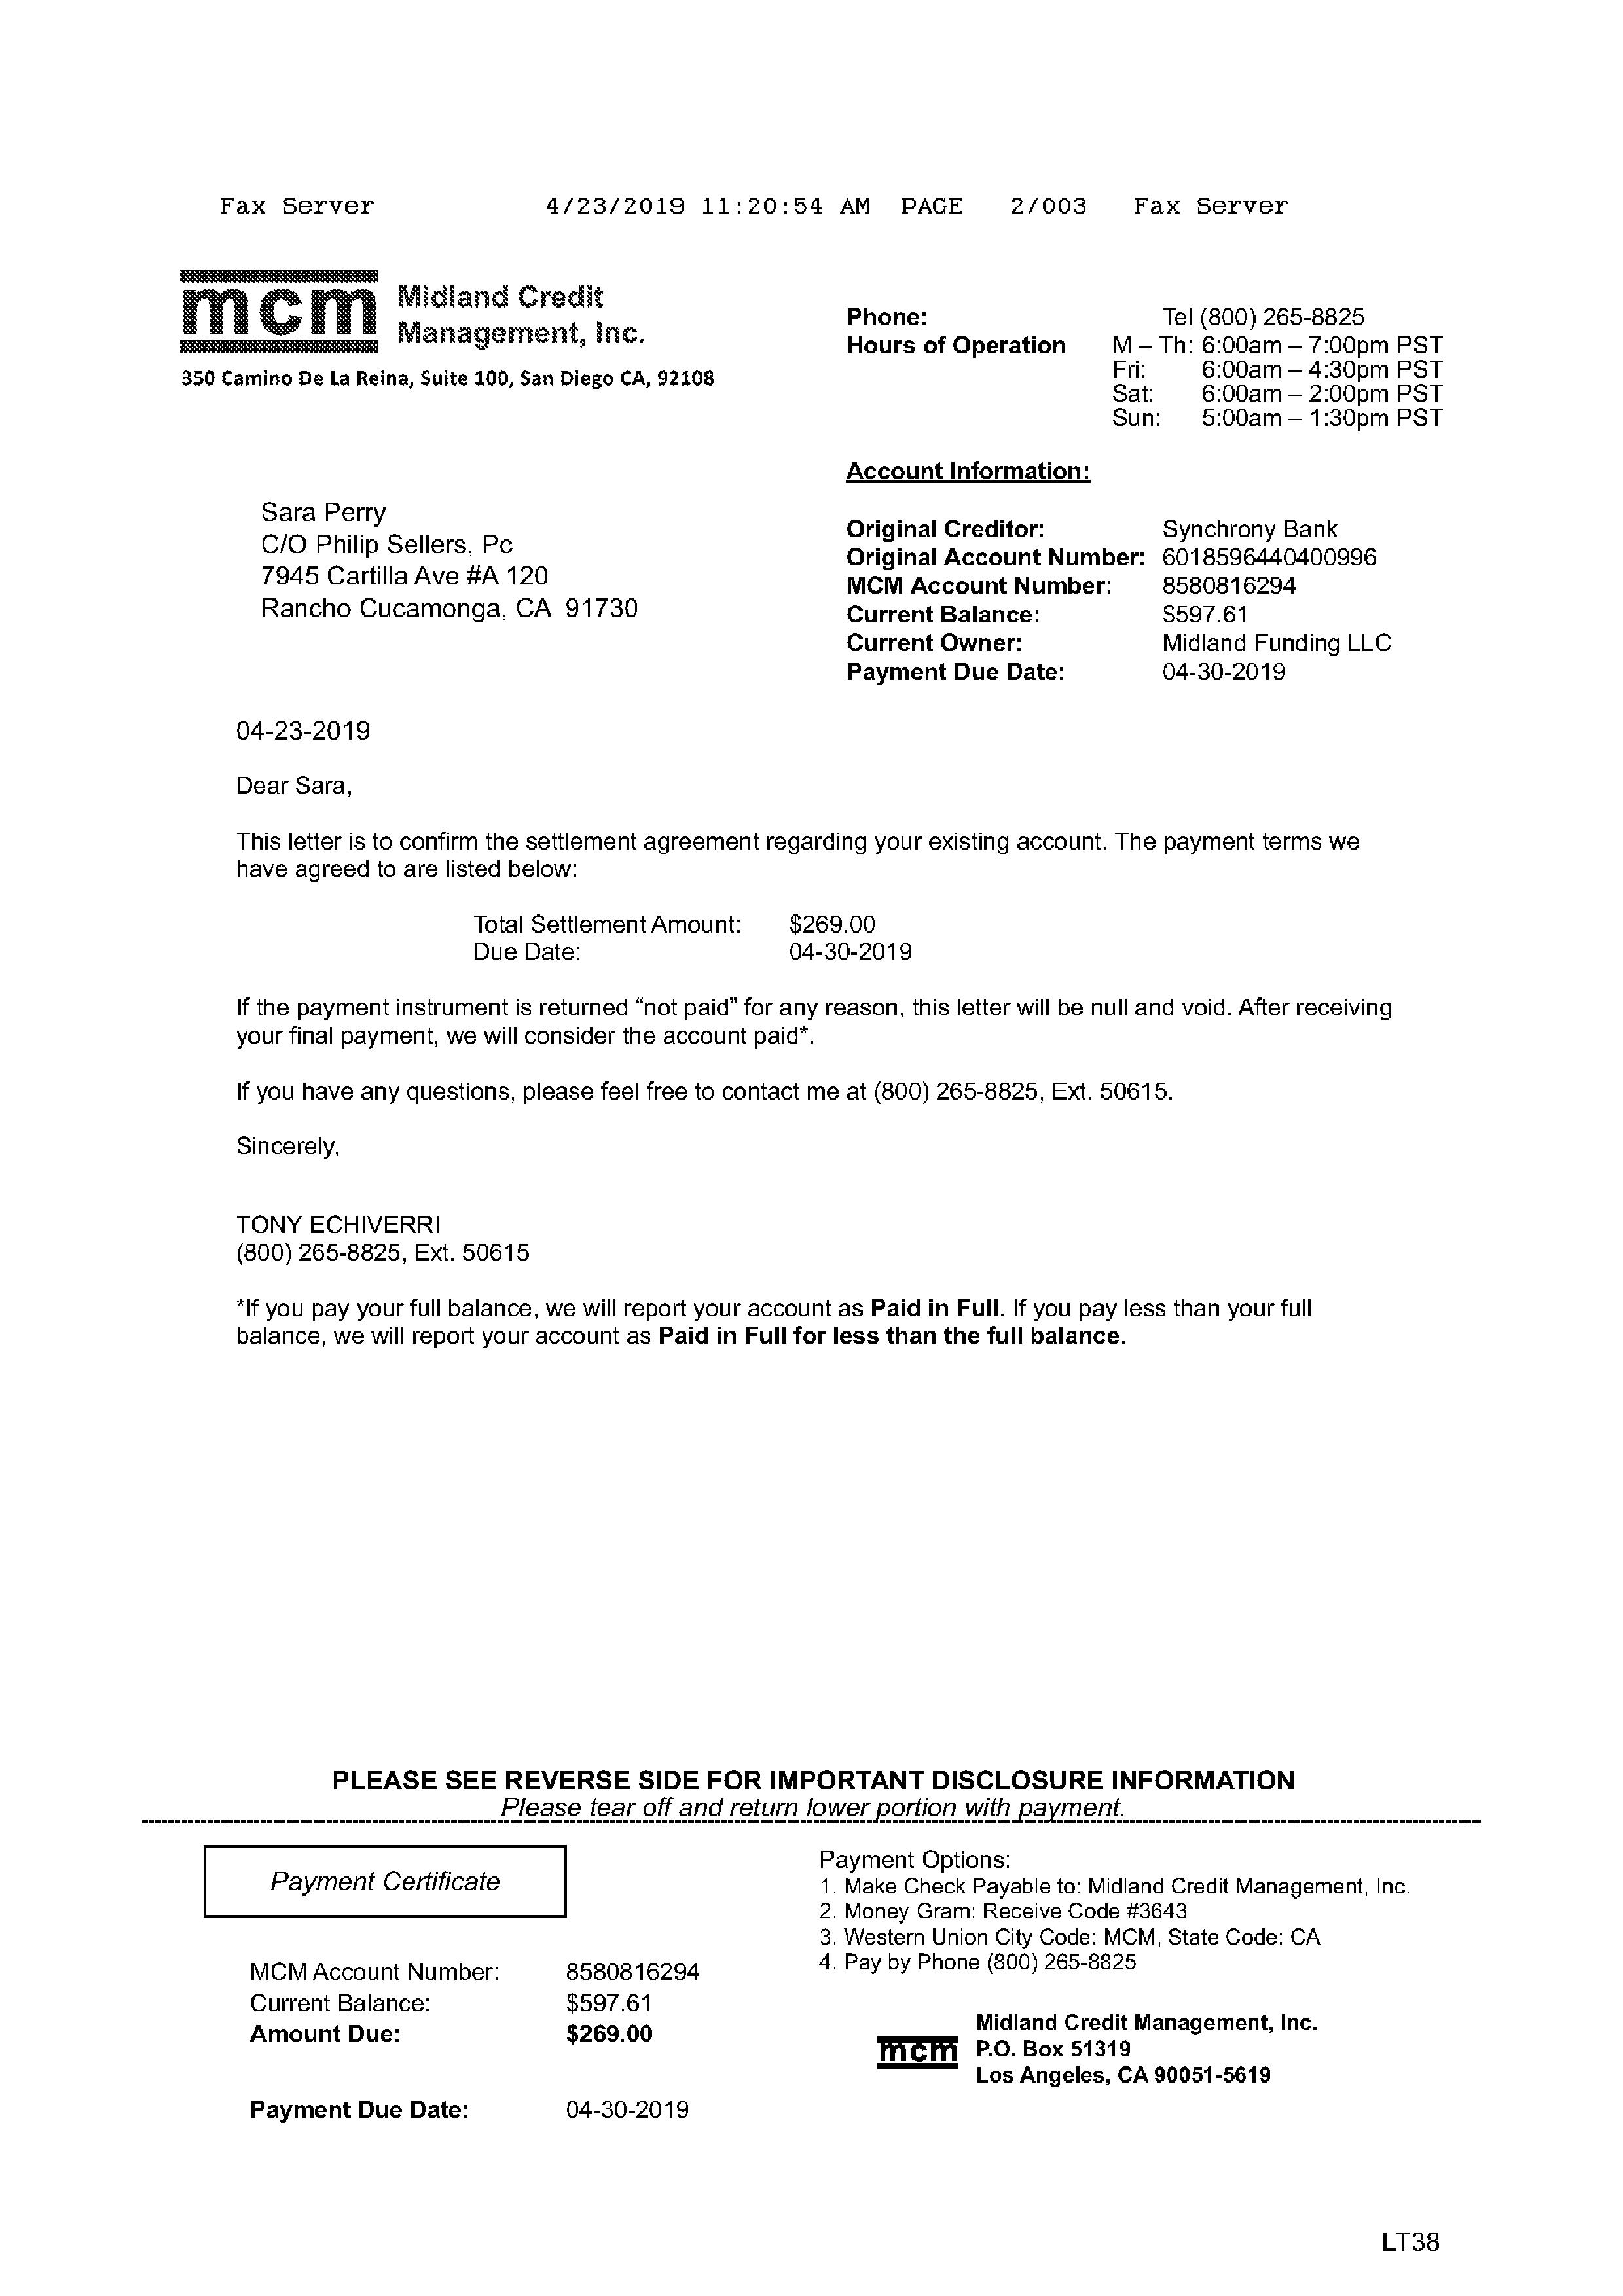 Fax Server 4/23/2019 11:20:54 AM PAGE 2/003 Fax Server
mcm Midland Credit
Management, Inc.
350 Camino De La Reina, Suite 100, San Diego CA, 92108
Phone: Tel (800) 265-8825
Hours of Operation M – Th: 6:00am – 7:00pm PST
Fri: 6:00am – 4:30pm PST
Sat: 6:00am – 2:00pm PST
Sun: 5:00am – 1:30pm PST
Account Information:
Sara Perry
C/O Philip Sellers, Pc
7945 Cartilla Ave #A 120
Rancho Cucamonga, CA 91730
Original Creditor: Synchrony Bank
Original Account Number: 6018596440400996
MCM Account Number: 8580816294
Current Balance: $597.61
Current Owner: Midland Funding LLC
Payment Due Date: 04-30-2019
04-23-2019
Dear Sara,
This letter is to confirm the settlement agreement regarding your existing account. The payment terms we
have agreed to are listed below:
Total Settlement Amount: $269.00
Due Date: 04-30-2019
If the payment instrument is returned “not paid” for any reason, this letter will be null and void. After receiving
your final payment, we will consider the account paid*.
If you have any questions, please feel free to contact me at (800) 265-8825, Ext. 50615.
Sincerely,
TONY ECHIVERRI
(800) 265-8825, Ext. 50615
*If you pay your full balance, we will report your account as Paid in Full. If you pay less than your full
balance, we will report your account as Paid in Full for less than the full balance.
PLEASE SEE REVERSE SIDE FOR IMPORTANT DISCLOSURE INFORMATION
Please tear off and return lower portion with payment.
Payment Certificate
MCM Account Number: 8580816294
Current Balance: $597.61
Amount Due: $269.00
Payment Due Date: 04-30-2019
Payment Options:
1. Make Check Payable to: Midland Credit Management, Inc.
2. Money Gram: Receive Code #3643
3. Western Union City Code: MCM, State Code: CA
4. Pay by Phone (800) 265-8825
Midland Credit Management, Inc.
mcm P.O. Box 51319
Los Angeles, CA 90051-5619
LT38